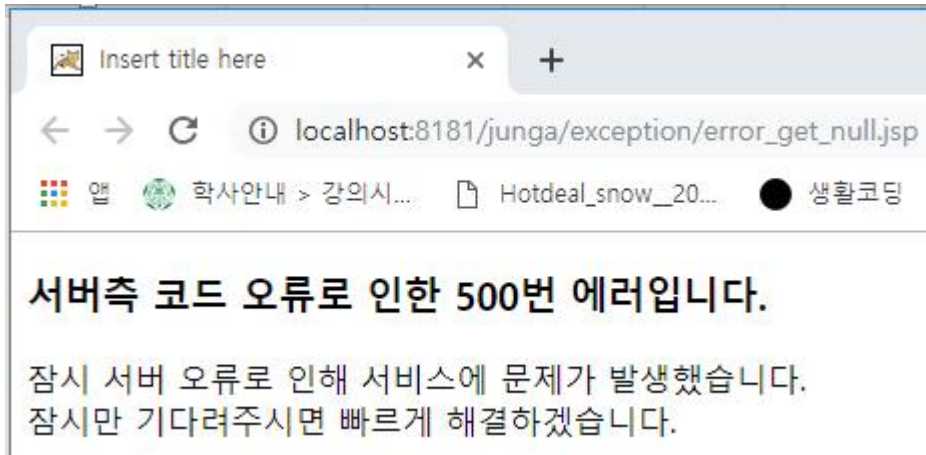 Insert title here
localhost:8181/junga/exception/error_get_null.jsp
앱 학사안내 > 강의시... Hotdeal_snow__20... 생활코딩
서버측 코드 오류로 인한 500번 에러입니다.
잠시 서버 오류로 인해 서비스에 문제가 발생했습니다.
잠시만 기다려주시면 빠르게 해결하겠습니다.